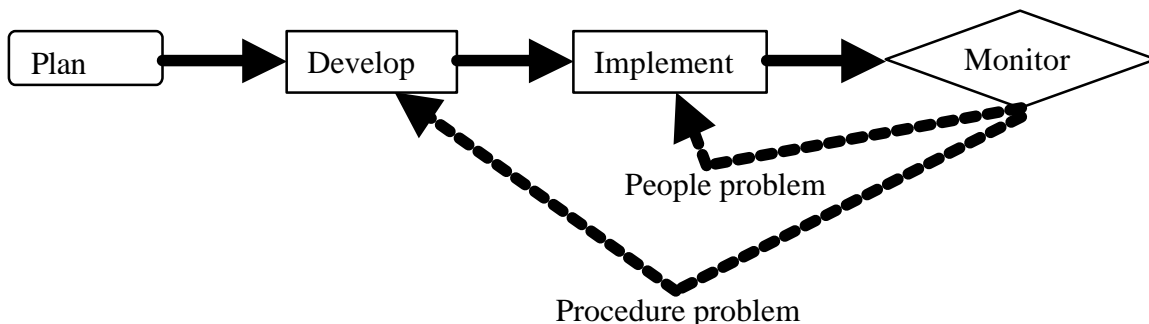 Plan
Develop
Implement
Monitor
People problem
Procedure problem